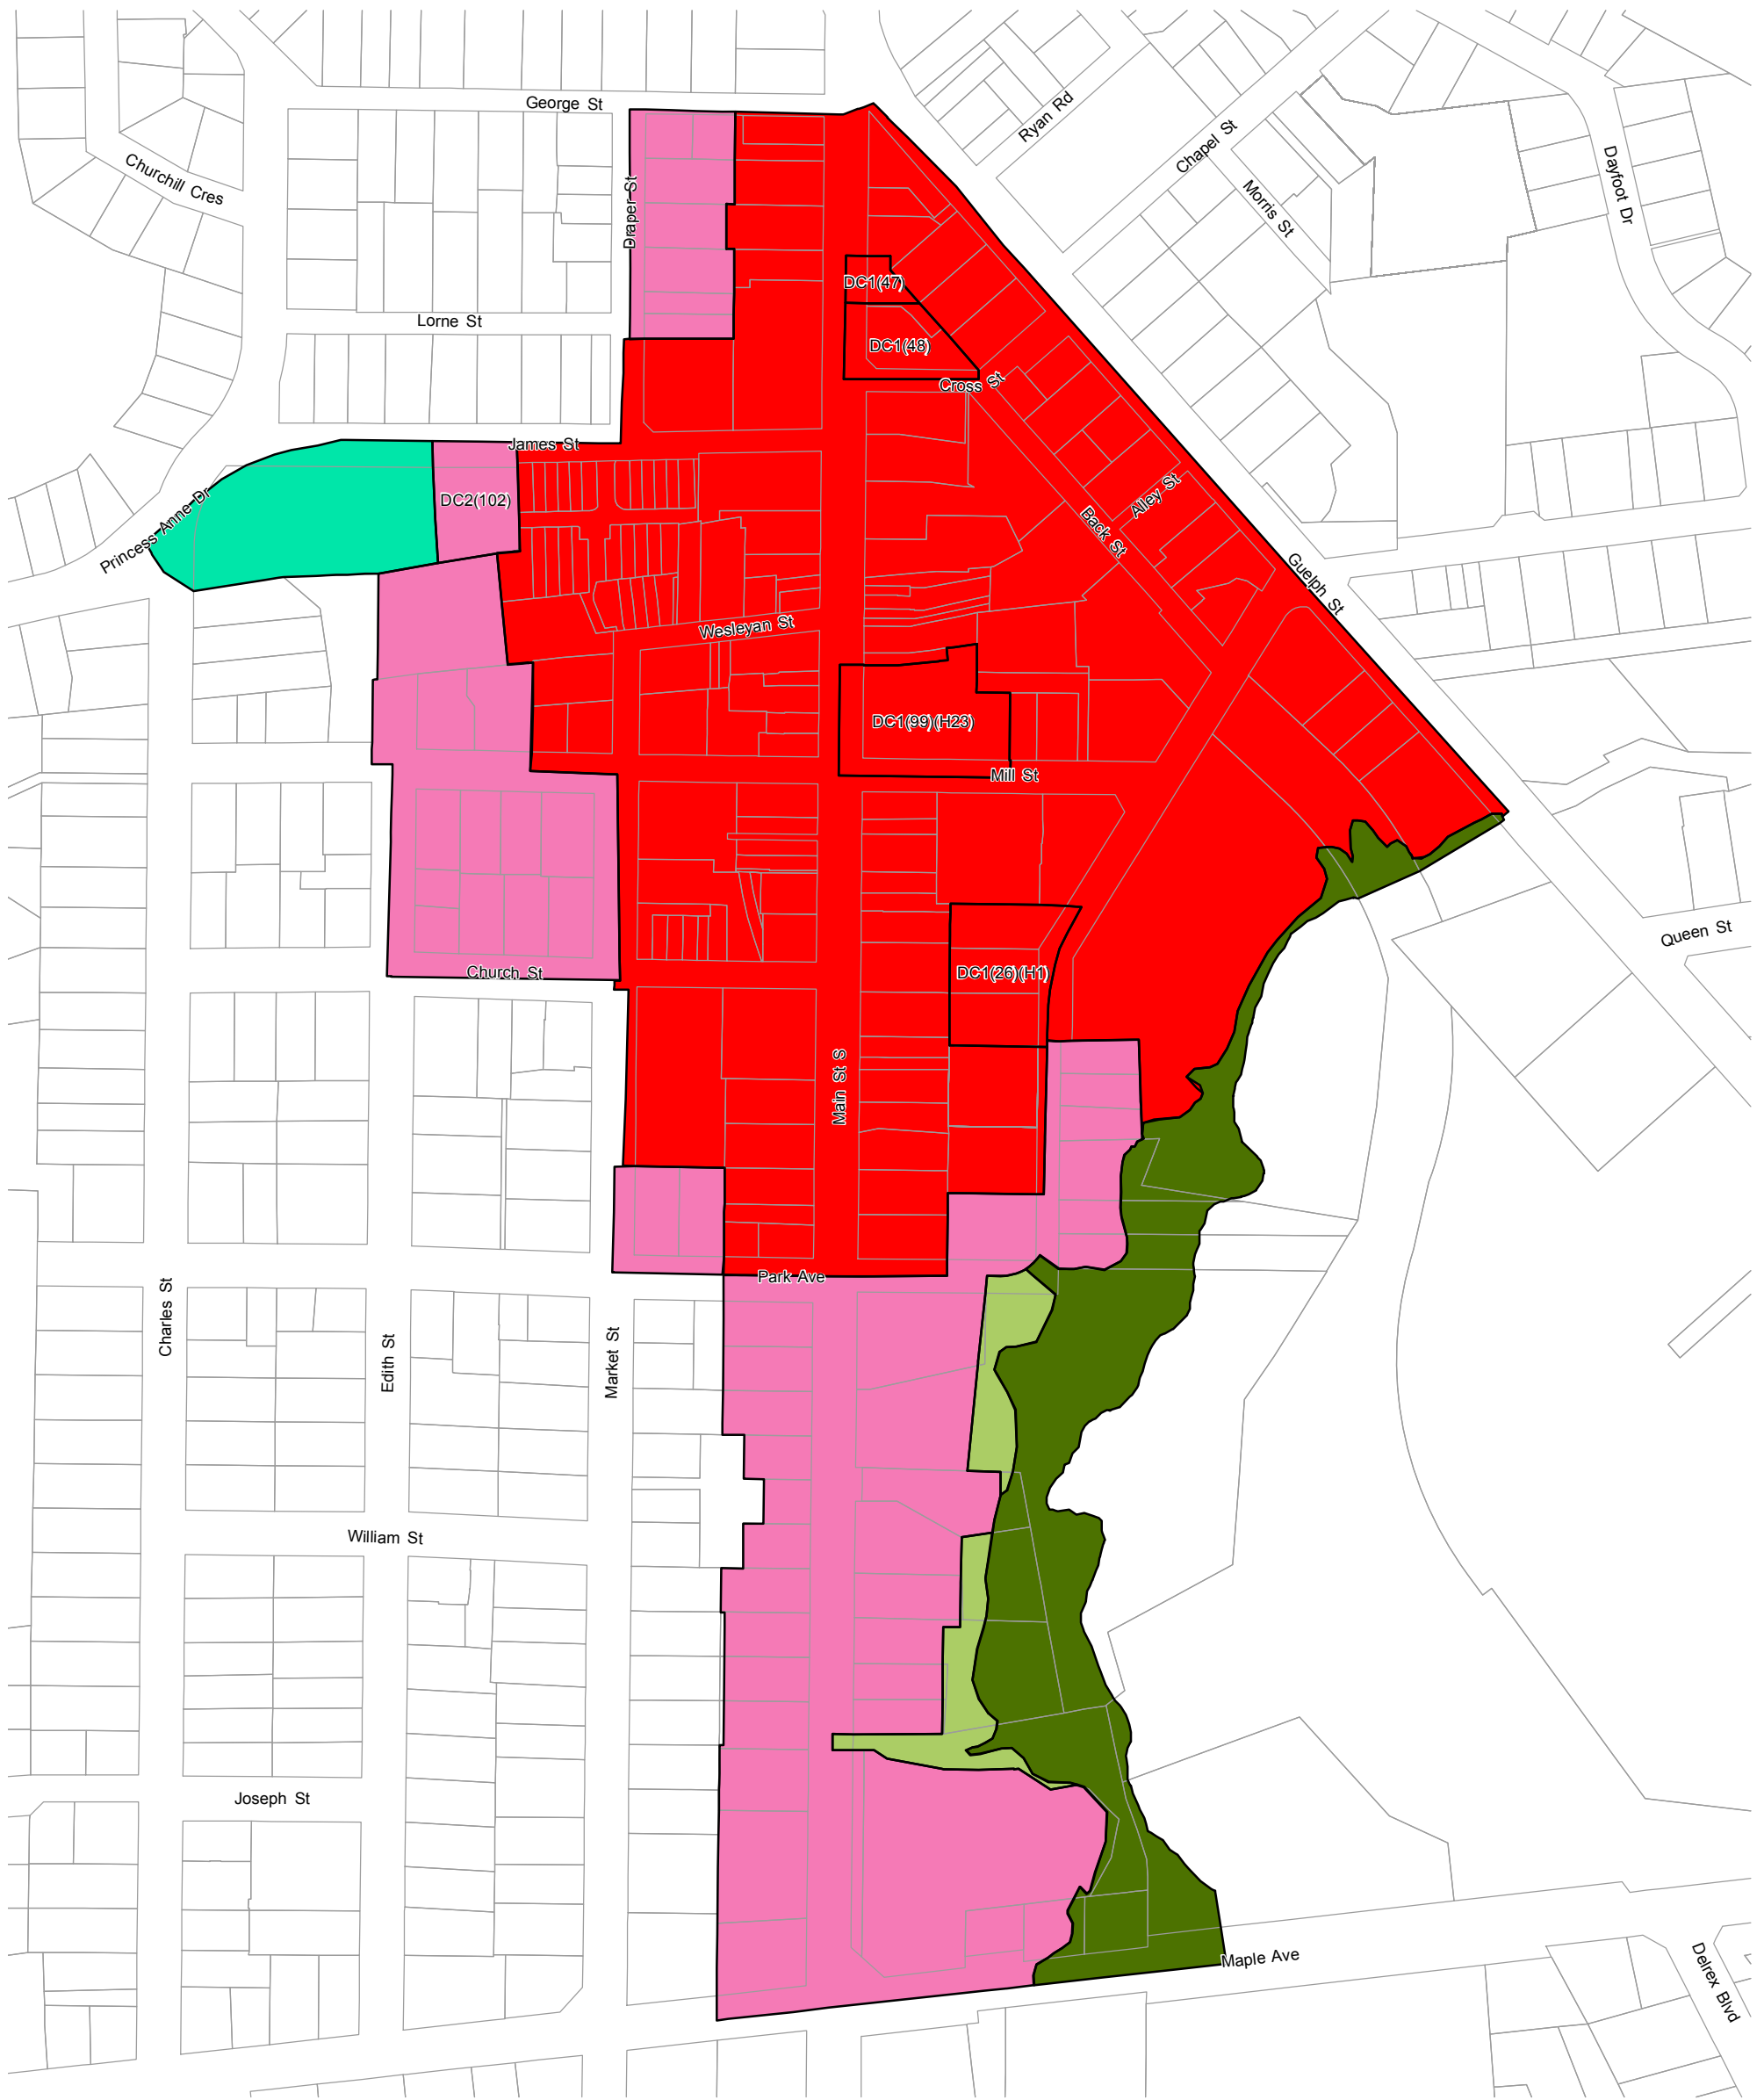 George St
Ryan Rd
Chapel St
Churchill Cres
Draper St
Morris St
Dayfoot Dr
DC1(47)
Lorne St
DC1(48)
Cross St
James St
DC2(102)
Alley St
Princess Anne Dr
Back St
Guelph St
Wesleyan St
DC1(99)(H23)
Mill St
Queen St
Church St
DC1(26)(H1)
Main St S
Park Ave
Charles St
Edith St
Market St
William St
Joseph St
Maple Ave
Delrex Blvd